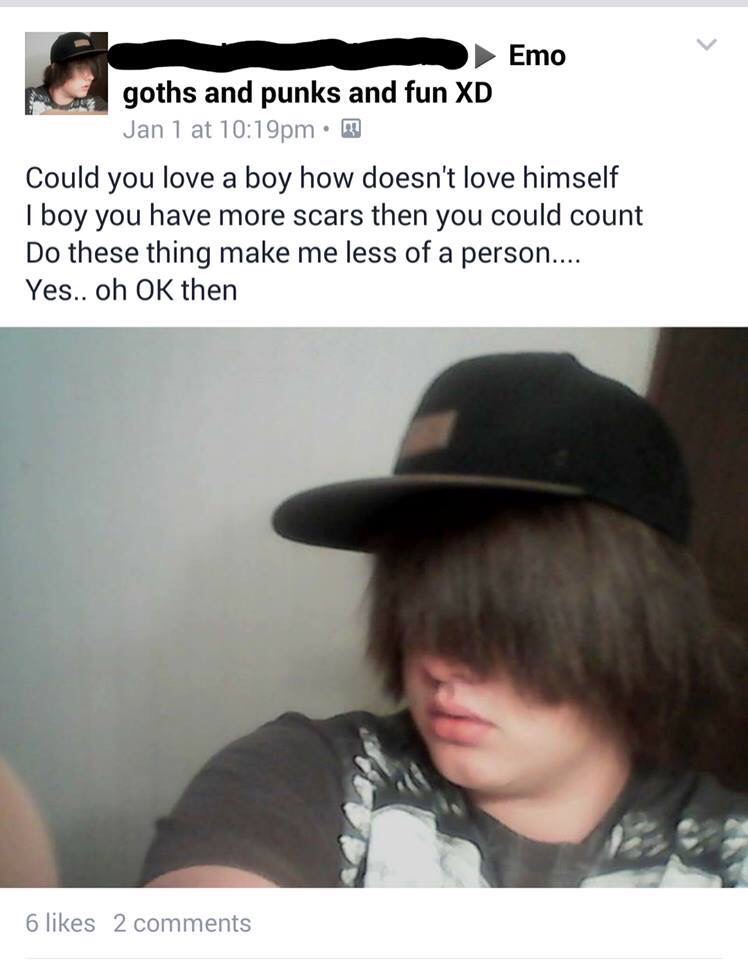 Emo
goths and punks and fun XD
Jan 1 at 10:19pm •
Could you love a boy how doesn't love himself
I boy you have more scars then you could count
Do these thing make me less of a person....
Yes.. oh OK then
6 likes 2 comments